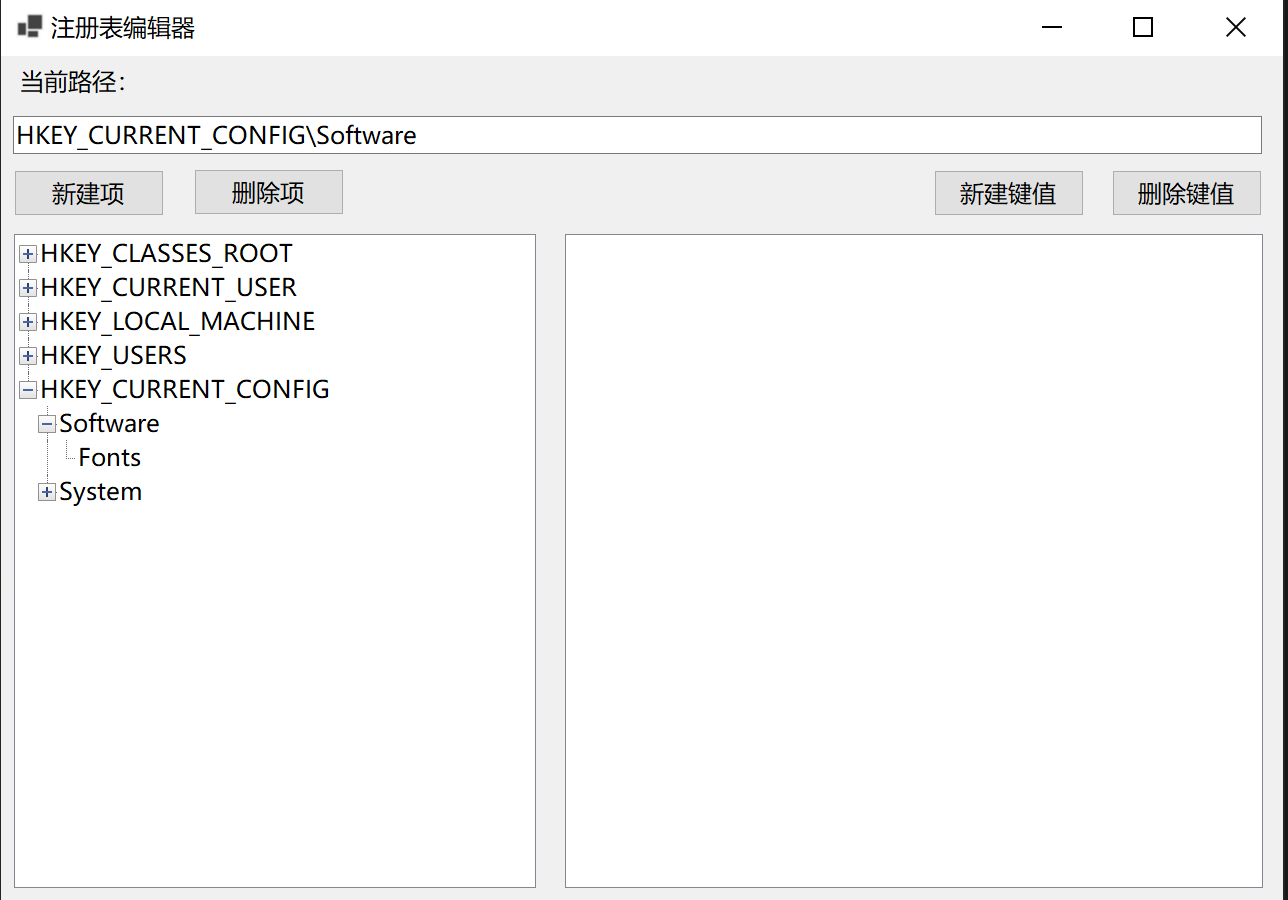 注册表编辑器
当前路径：
HKEY_CURRENT_CONFIG\Software
新建项 删除项 新建键值 删除键值
HKEY_CLASSES_ROOT
HKEY_CURRENT_USER
HKEY_LOCAL_MACHINE
HKEY_USERS
HKEY_CURRENT_CONFIG
Software
Fonts
System